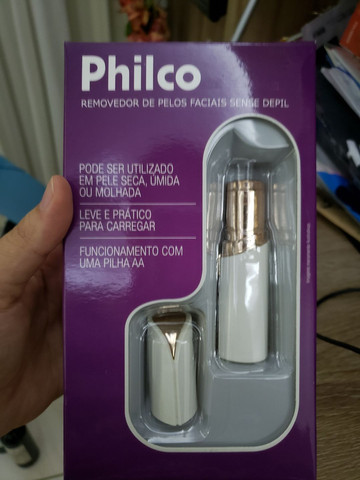 Philco
REMOVEDOR DE PELOS FACIAIS SENSE DEPIL
PODE SER UTILIZADO
EM PELE SECA, ÚMIDA
OU MOLHADA
LEVE E PRÁTICO
PARA CARREGAR
FUNCIONAMENTO COM
UMA PILHA AA